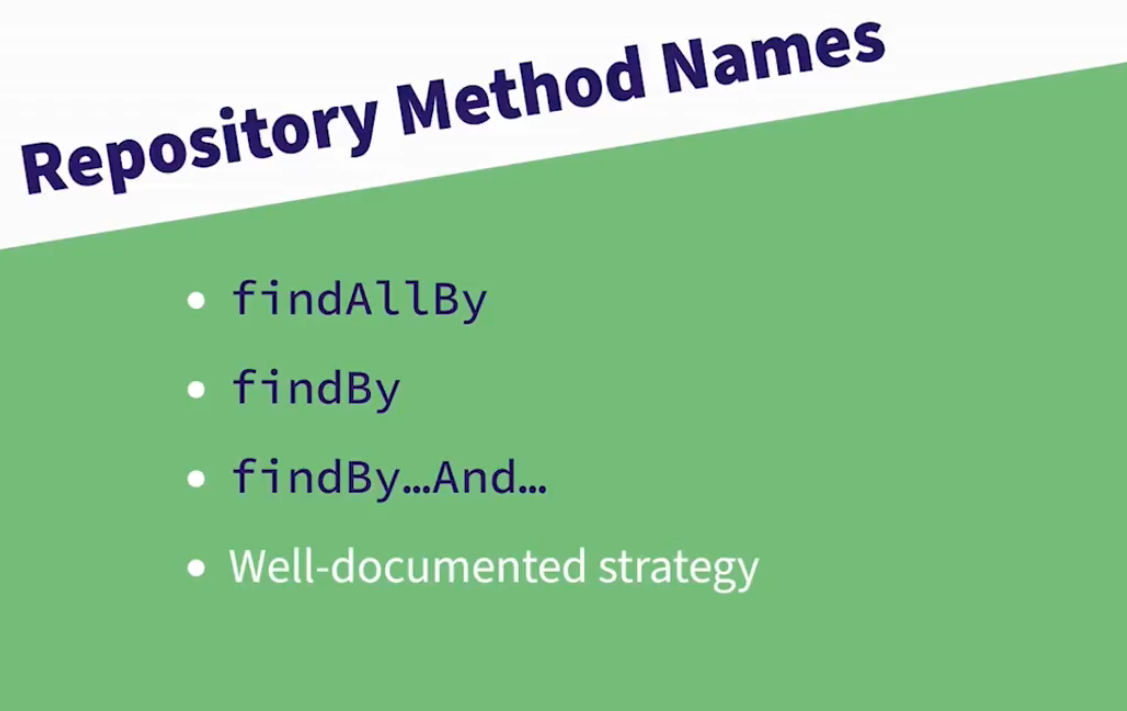 Repository Method Names
• findAllBy
• findBy
• findBy…And…
• Well-documented strategy